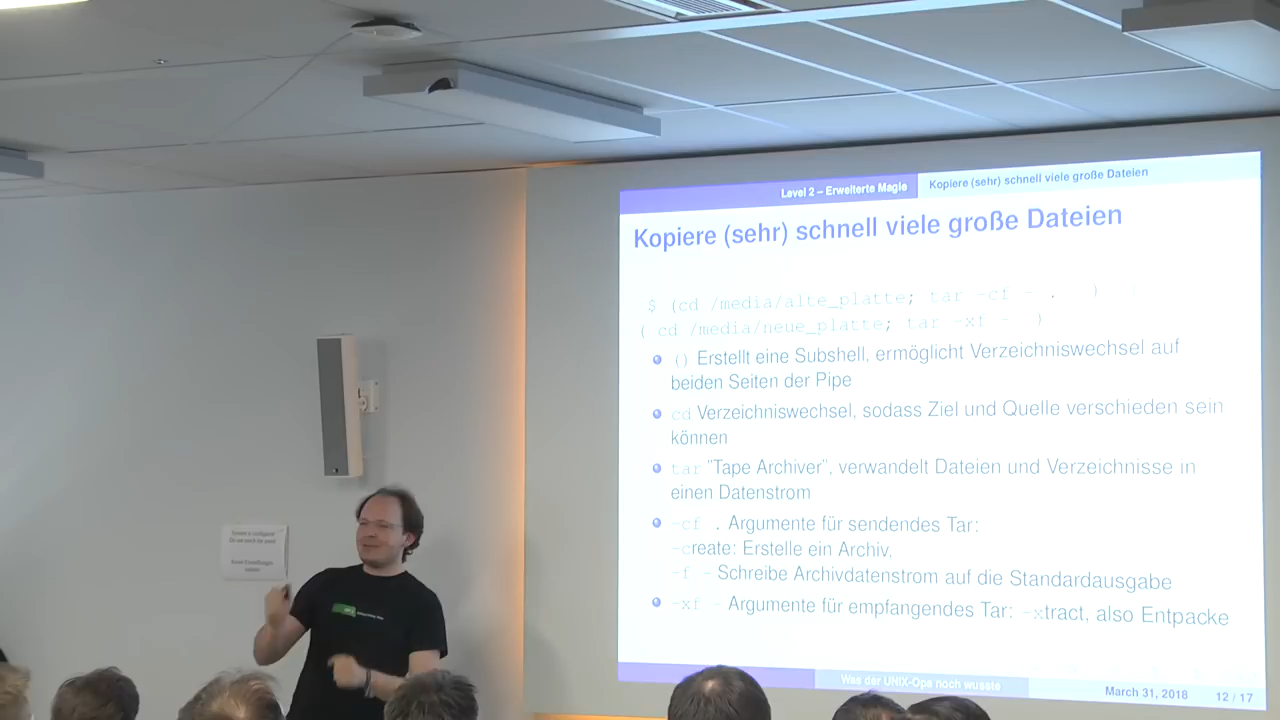 Level 2 – Erweiterte Magie
Kopiere (sehr) schnell viele große Dateien
Kopiere (sehr) schnell viele große Dateien
$ (cd /media/alte_platte; tar -cf - . )
( cd /media/neue_platte; tar -xf - )
() Erstellt eine Subshell, ermöglicht Verzeichniswechsel auf
beiden Seiten der Pipe
cd Verzeichniswechsel, sodass Ziel und Quelle verschieden sein
können
tar "Tape Archiver", verwandelt Dateien und Verzeichnisse in
einen Datenstrom
-cf . Argumente für sendendes Tar:
-create: Erstelle ein Archiv,
-f - Schreibe Archivdatenstrom auf die Standardausgabe
-xf - Argumente für empfangendes Tar: -xtract, also Entpacke
Was der UNIX-Opa noch wusste
March 31, 2018
12 / 17